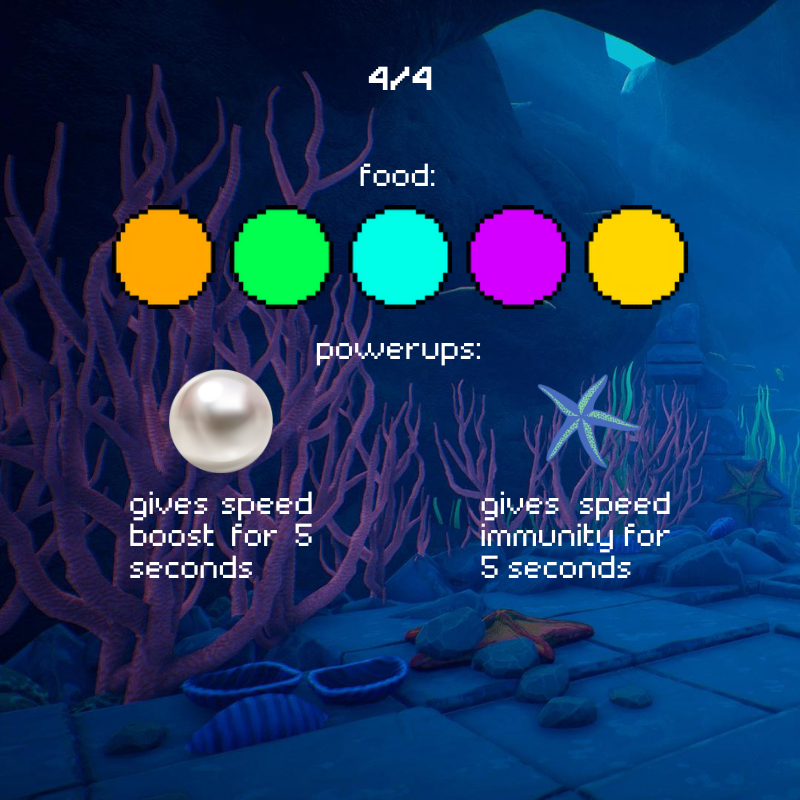 4/4
food:
powerups:
gives speed
boost for 5
seconds
gives speed
immunity for
5 seconds